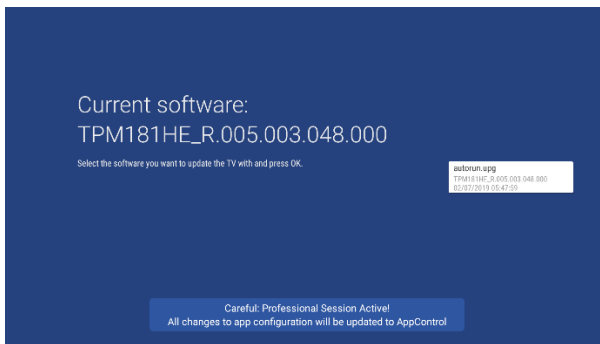 Current software:
TPM181HE_R.005.003.048.000
Select the software you want to update the TV with and press OK.
autorun.upg
TPM181HE_R.005.003.048.000
02/07/2019 05:47:59
Careful: Professional Session Active!
All changes to app configuration will be updated to AppControl